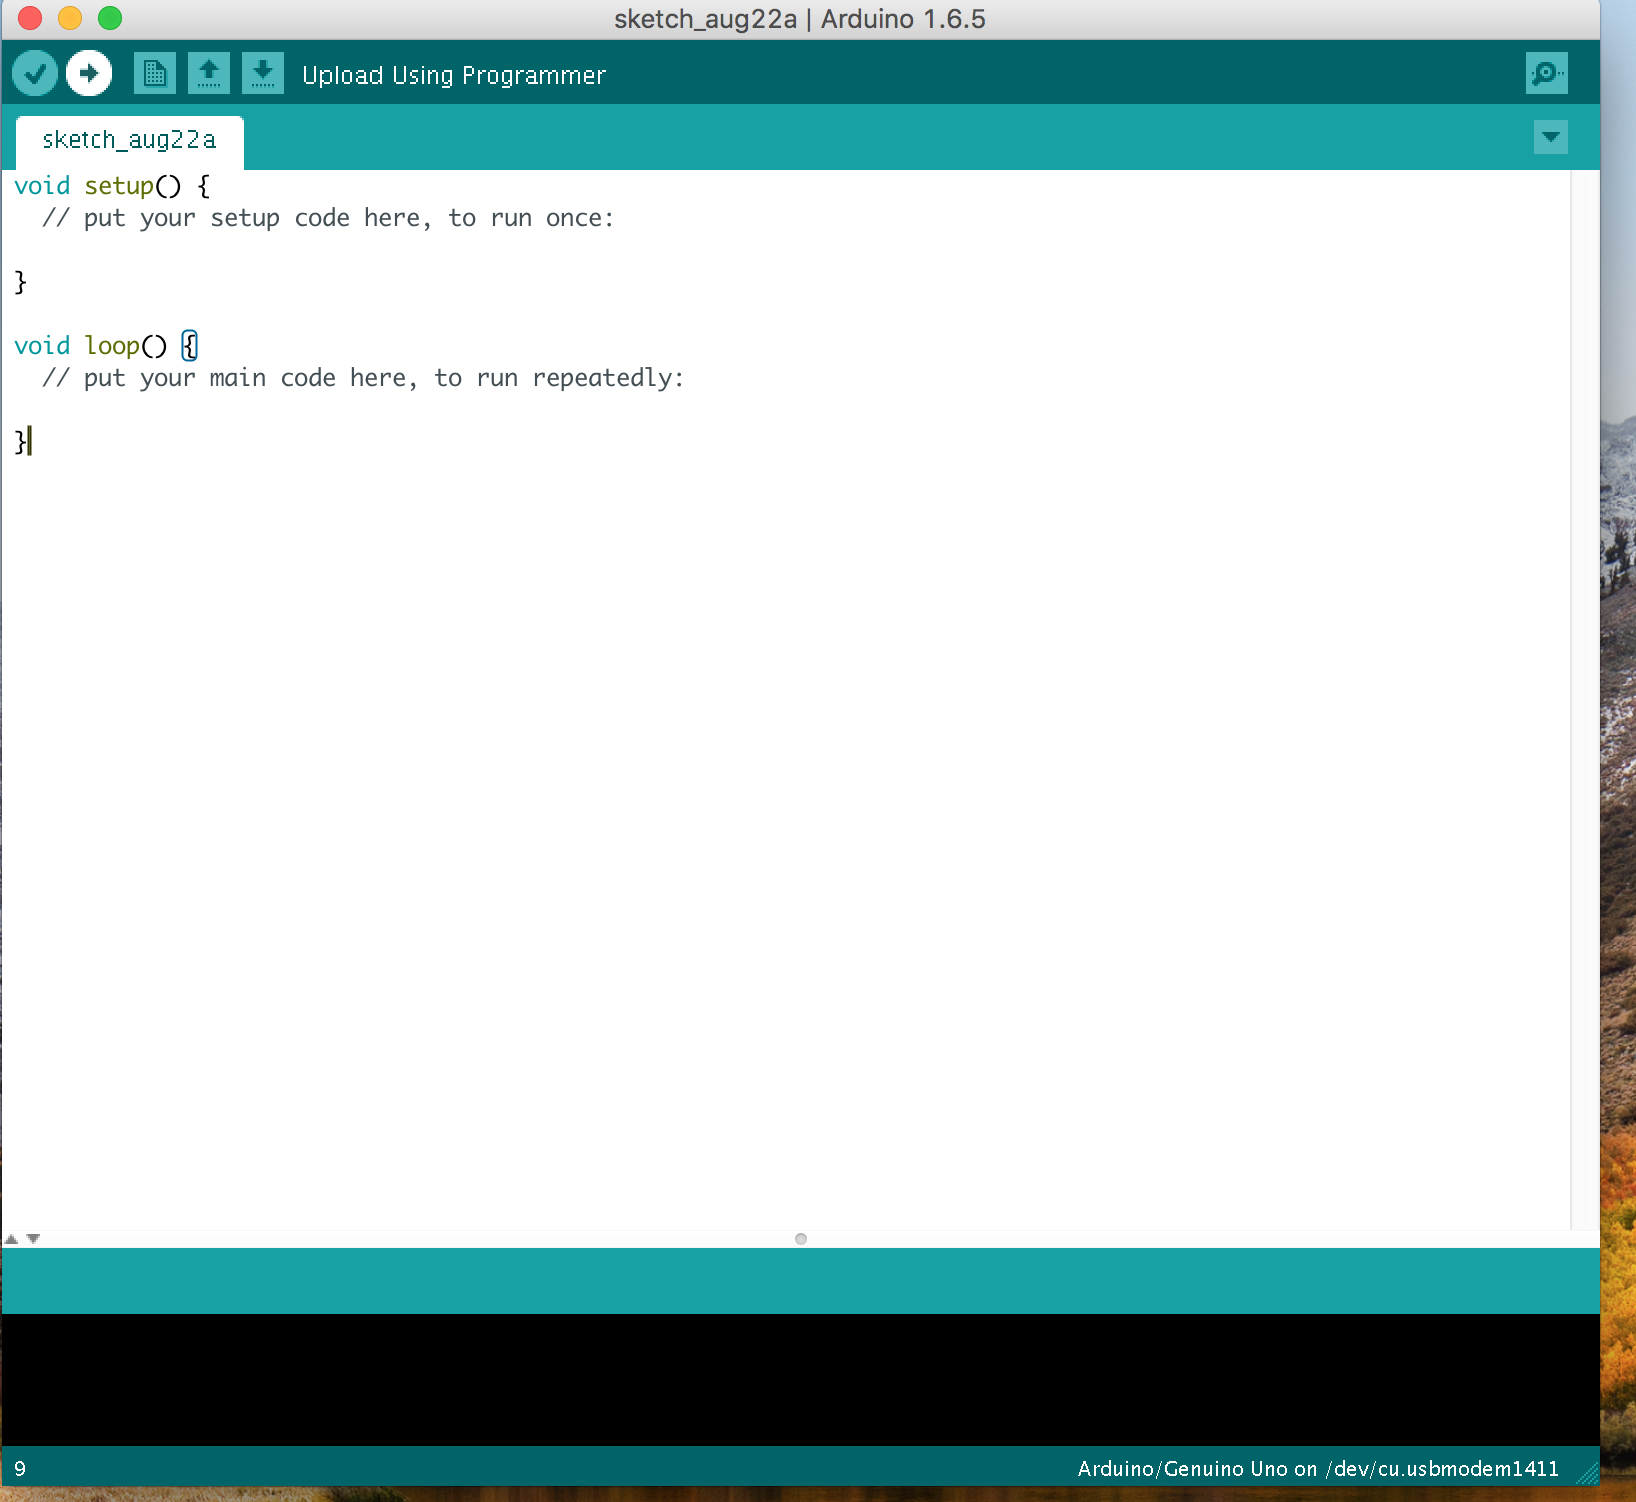 sketch_aug22a | Arduino 1.6.5
Upload Using Programmer
sketch_aug22a
void setup() {
  // put your setup code here, to run once:
}
void loop() {
  // put your main code here, to run repeatedly:
}
9
Arduino/Genuino Uno on /dev/cu.usbmodem1411